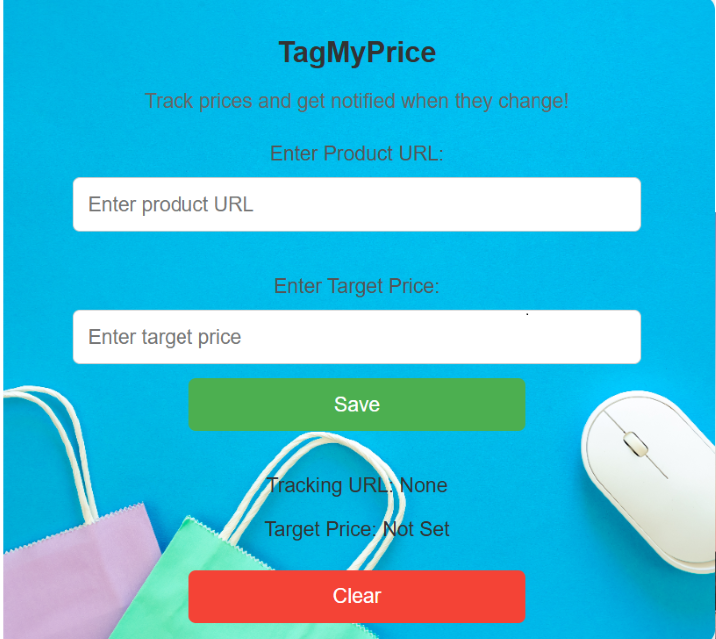 TagMyPrice
Track prices and get notified when they change!
Enter Product URL:
Enter product URL
Enter Target Price:
Enter target price
Save
Tracking URL: None
Target Price: Not Set
Clear